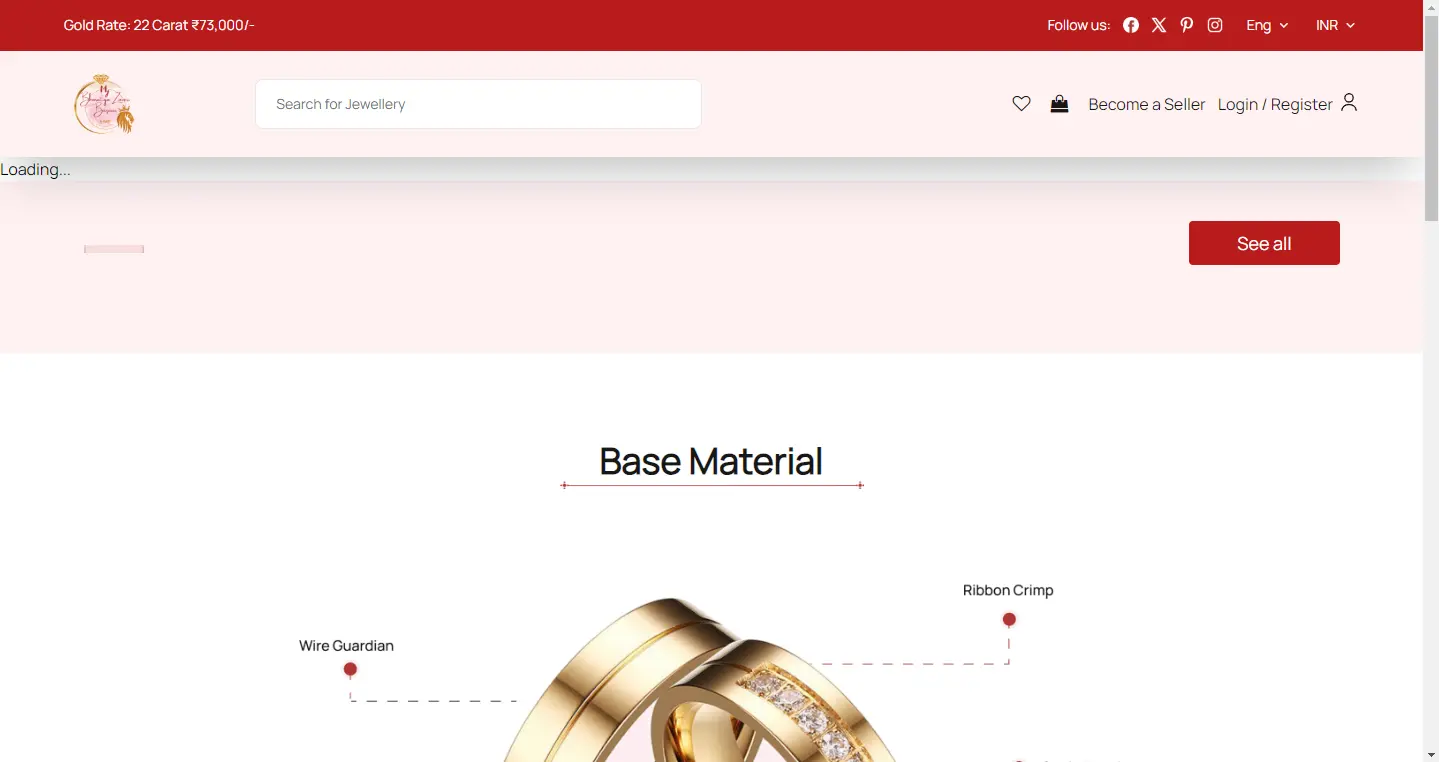 Gold Rate: 22 Carat ₹73,000/-
Follow us:
Eng
INR
My
Search for Jewellery
Become a Seller
Login / Register
Loading...
See all
Base Material
Ribbon Crimp
Wire Guardian